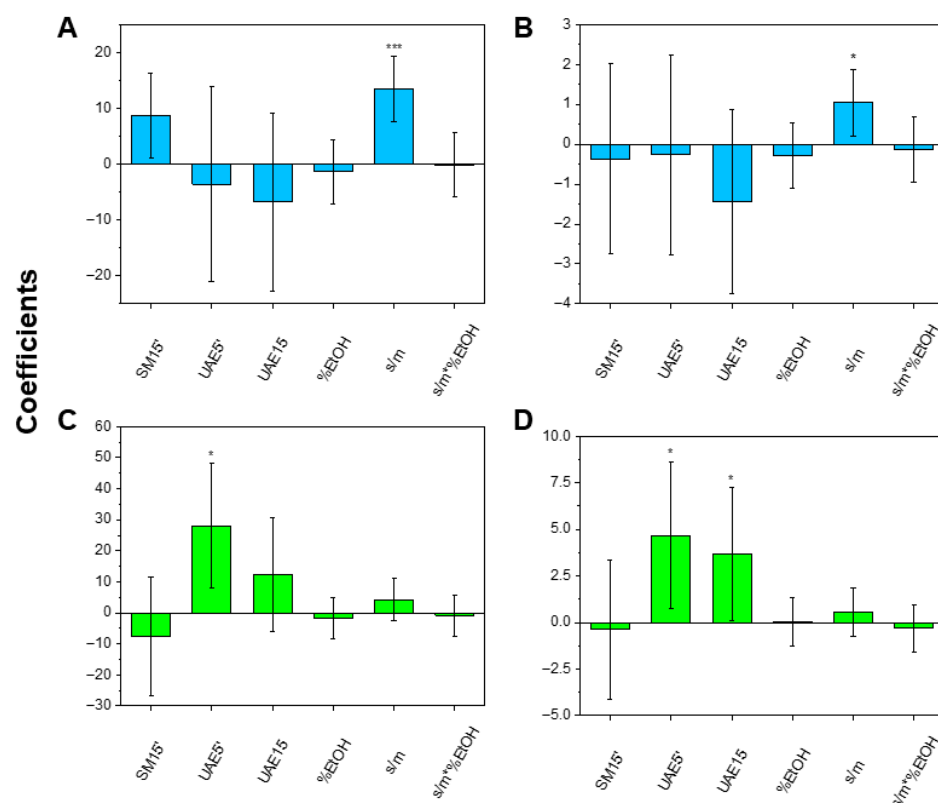 A
B
20
10
0
−10
−20
***
SM15'
UAE5'
UAE15
%EtOH
s/m
s/m*%EtOH
3
2
1
0
−1
−2
−3
−4
*
SM15'
UAE5'
UAE15
%EtOH
s/m
s/m*%EtOH
Coefficients
C
D
60
50
40
30
20
10
0
−10
−20
−30
*
SM15'
UAE5'
UAE15
%EtOH
s/m
s/m*%EtOH
10.0
7.5
5.0
2.5
0.0
−2.5
−5.0
*
*
SM15'
UAE5'
UAE15
%EtOH
s/m
s/m*%EtOH